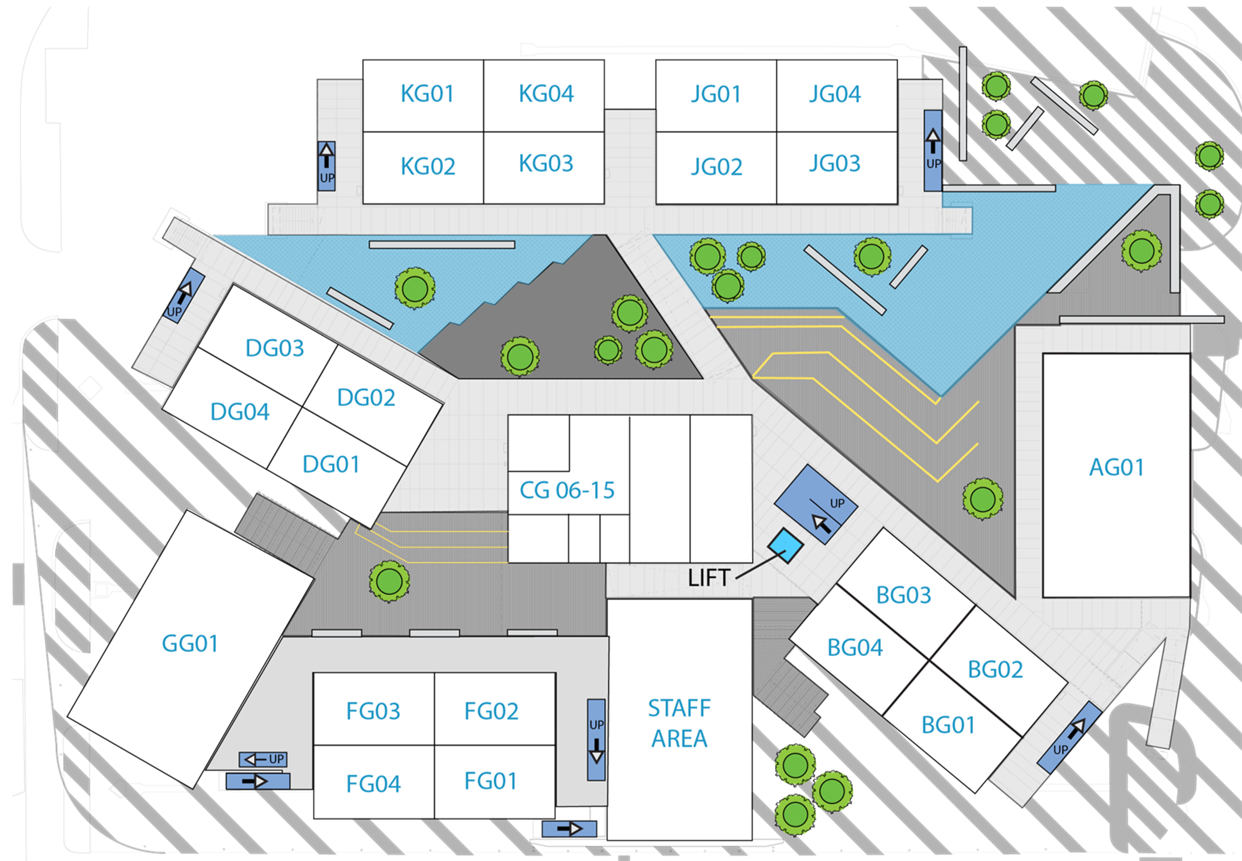 KG01
KG04
JG01
JG04
KG02
KG03
JG02
JG03
UP
UP
UP
DG03
DG02
DG04
DG01
CG 06-15
AG01
UP
LIFT
BG03
BG04
BG02
BG01
GG01
FG03
FG02
UP
STAFF
AREA
UP
UP
FG04
FG01